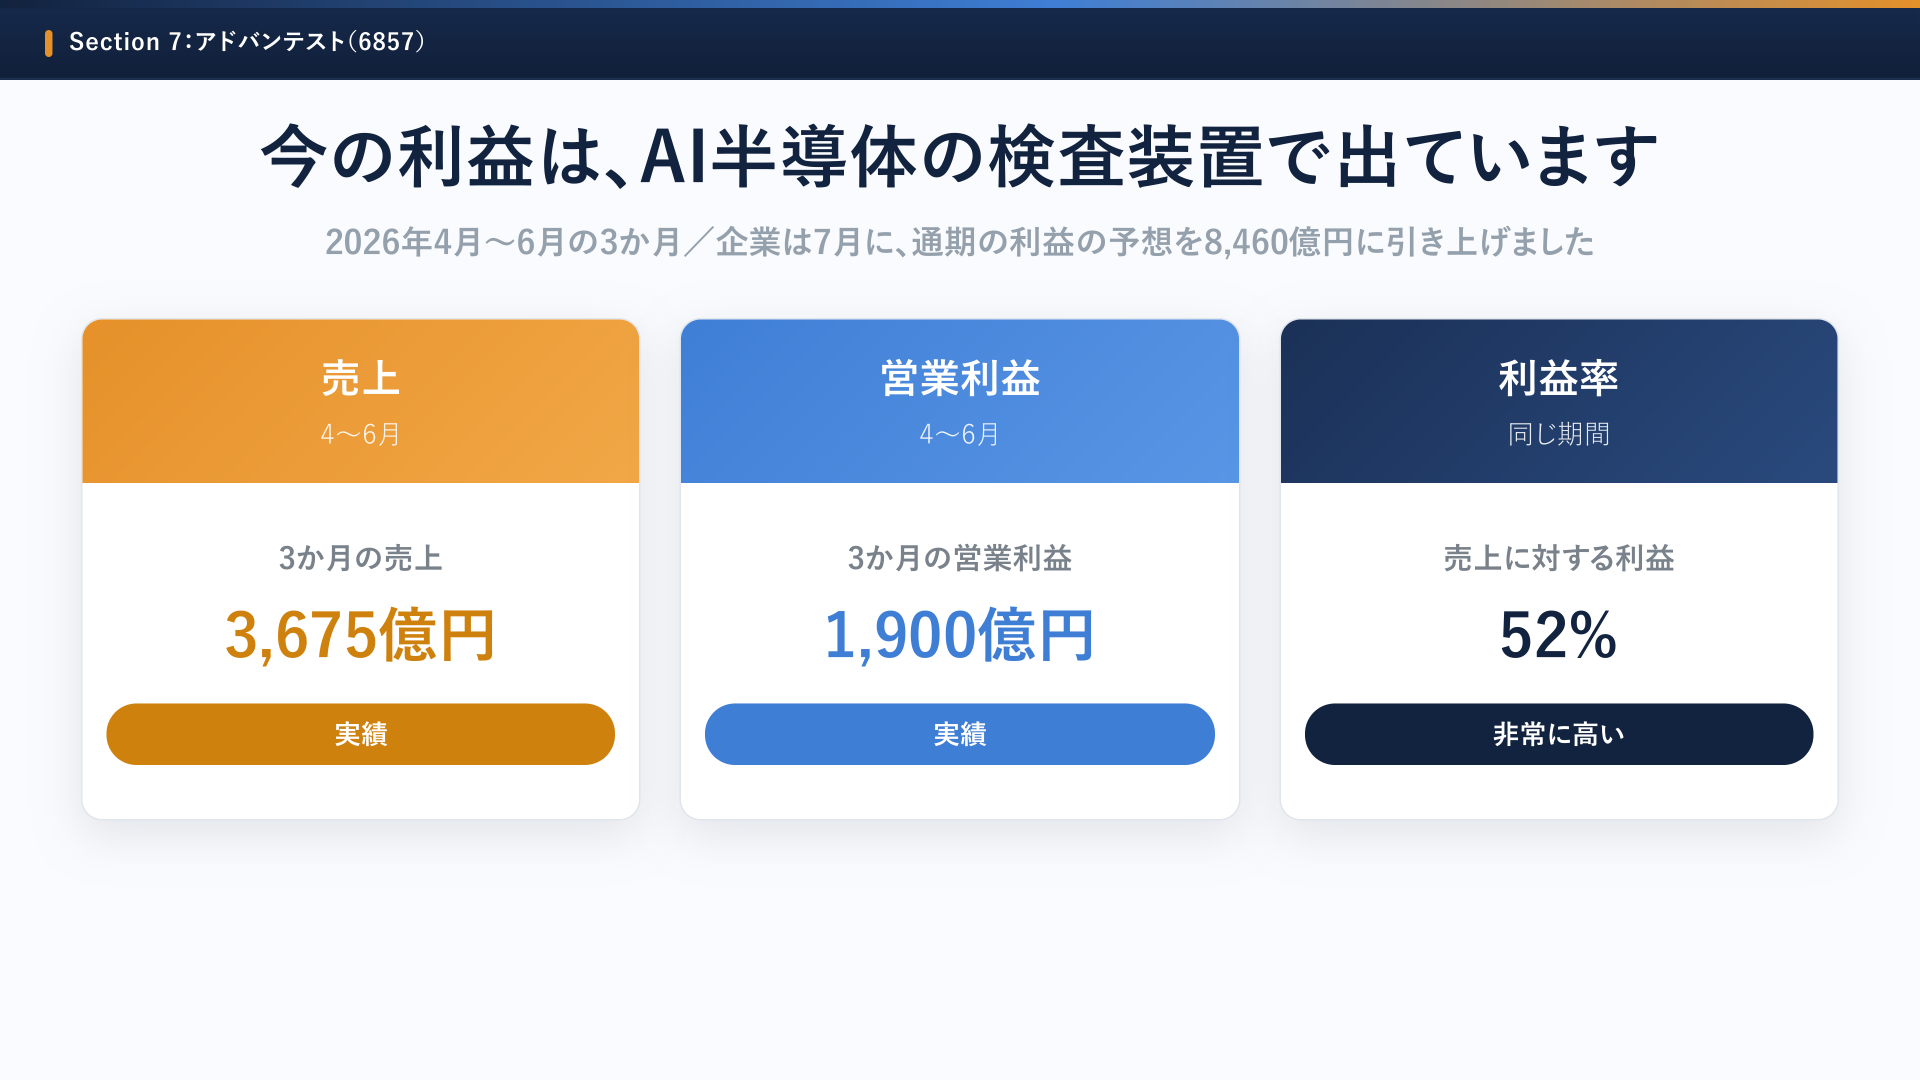 Section 7：アドバンテスト（6857）
今の利益は、AI半導体の検査装置で出ています
2026年4月〜6月の3か月／企業は7月に、通期の利益の予想を8,460億円に引き上げました
売上
4〜6月
3か月の売上
3,675億円
実績
営業利益
4〜6月
3か月の営業利益
1,900億円
実績
利益率
同じ期間
売上に対する利益
52%
非常に高い